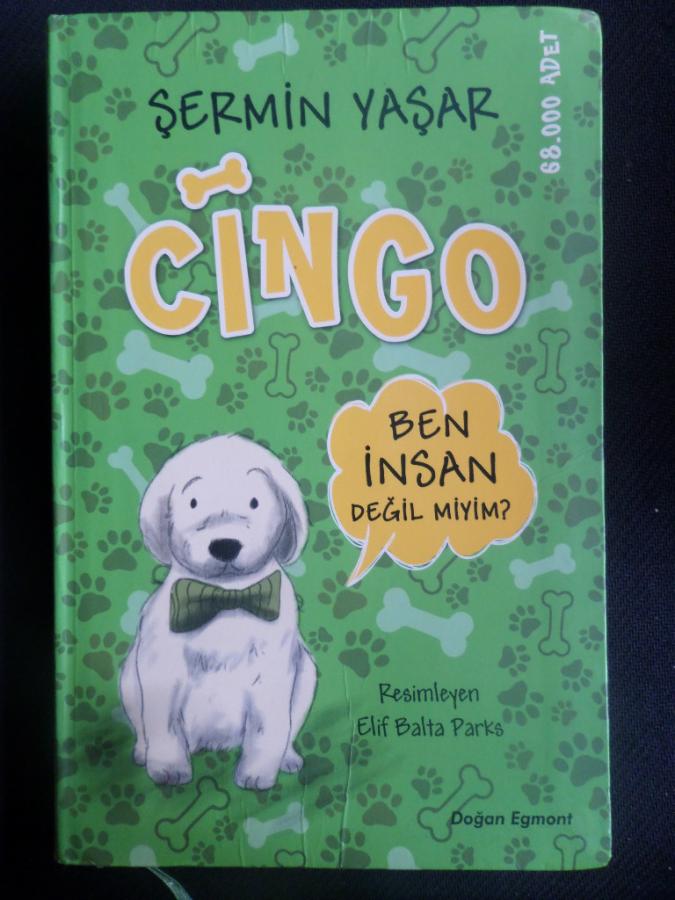 ŞERMİN YAŞAR
68.000 ADET
CİNGO
BEN
İNSAN
DEĞİL MİYİM?
Resimleyen
Elif Balta Parks
Doğan Egmont